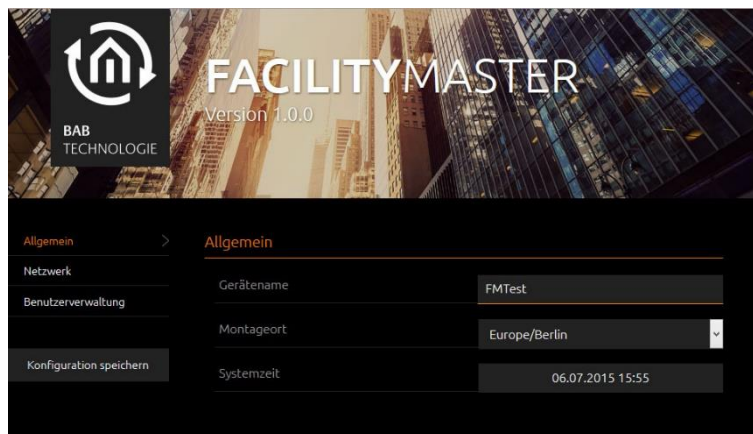 BAB
TECHNOLOGIE
FACILITYMASTER
Version 1.0.0
Allgemein
Netzwerk
Benutzerverwaltung
Konfiguration speichern
Allgemein
Gerätename
FMTest
Montageort
Europe/Berlin
Systemzeit
06.07.2015 15:55